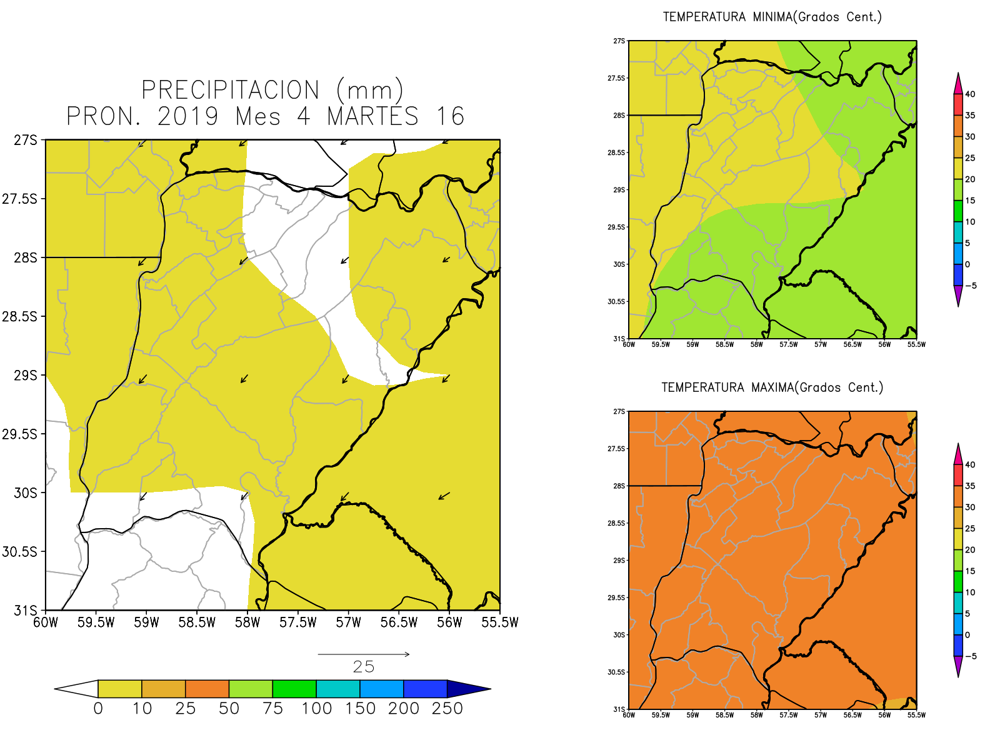 PRECIPITACION (mm)
PRON. 2019 Mes 4 MARTES 16
27S
27.5S
28S
28.5S
29S
29.5S
30S
30.5S
31S
60W 59.5W 59W 58.5W 58W 57.5W 57W 56.5W 56W 55.5W
25
0 10 25 50 75 100 150 200 250
TEMPERATURA MINIMA(Grados Cent.)
27S
27.5S
28S
28.5S
29S
29.5S
30S
30.5S
31S
60W 59.5W 59W 58.5W 58W 57.5W 57W 56.5W 56W 55.5W
40
35
30
25
20
15
10
5
0
-5
TEMPERATURA MAXIMA(Grados Cent.)
27S
27.5S
28S
28.5S
29S
29.5S
30S
30.5S
31S
60W 59.5W 59W 58.5W 58W 57.5W 57W 56.5W 56W 55.5W
40
35
30
25
20
15
10
5
0
-5